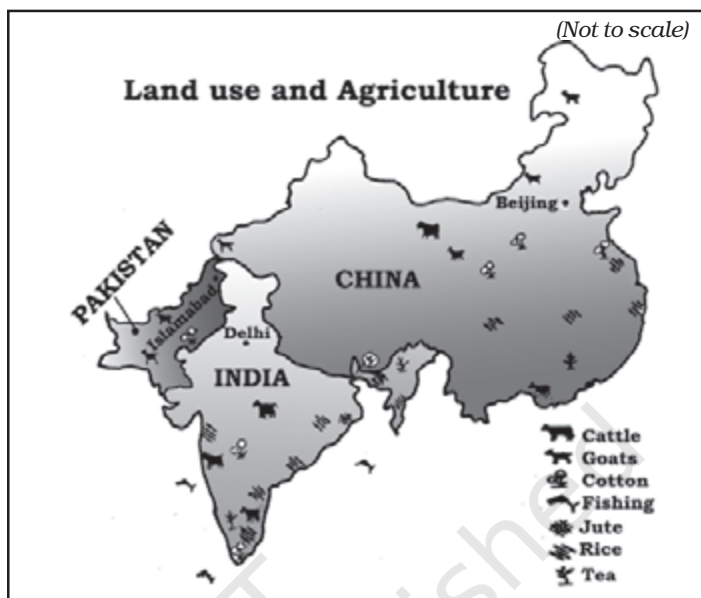 (Not to scale)
Land use and Agriculture
Beijing
PAKISTAN
Islamabad
CHINA
Delhi
INDIA
Cattle
Goats
Cotton
Fishing
Jute
Rice
Tea